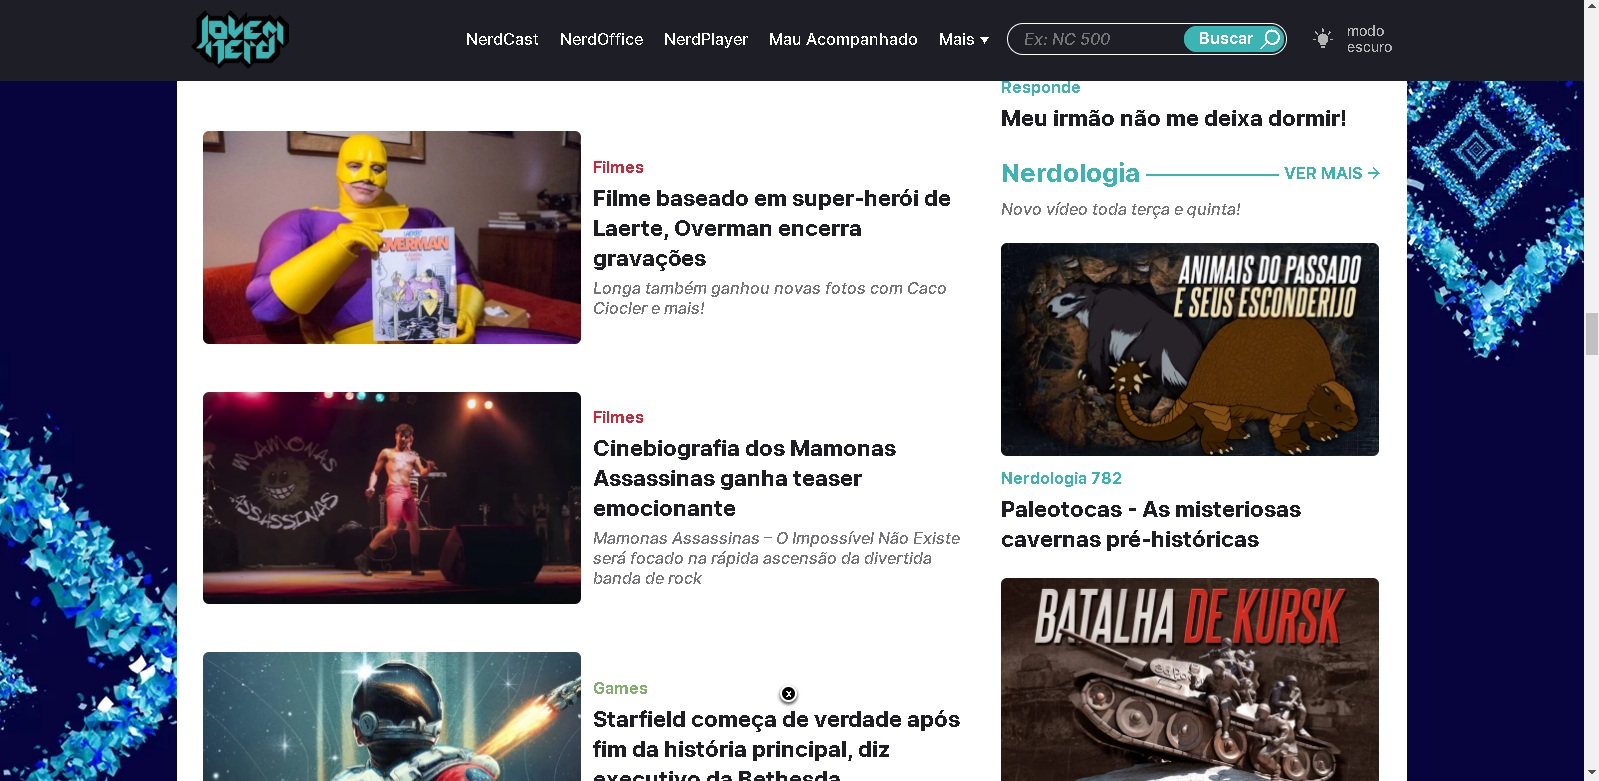 JOVEM
NERD
NerdCast
NerdOffice
NerdPlayer
Mau Acompanhado
Mais
Ex: NC 500
Buscar
modo
escuro
Filmes
Filme baseado em super-herói de
Laerte, Overman encerra
gravações
Longa também ganhou novas fotos com Caco
Ciocler e mais!
OVERMAN
Filmes
Cinebiografia dos Mamonas
Assassinas ganha teaser
emocionante
Mamonas Assassinas – O Impossível Não Existe
será focado na rápida ascensão da divertida
banda de rock
MAMONAS
ASSASSINAS
Games
Starfield começa de verdade após
fim da história principal, diz
executivo da Bethesda
Responde
Meu irmão não me deixa dormir!
Nerdologia
VER MAIS
Novo vídeo toda terça e quinta!
ANIMAIS DO PASSADO
E SEUS ESCONDERIJO
Nerdologia 782
Paleotocas - As misteriosas
cavernas pré-históricas
BATALHA DE KURSK